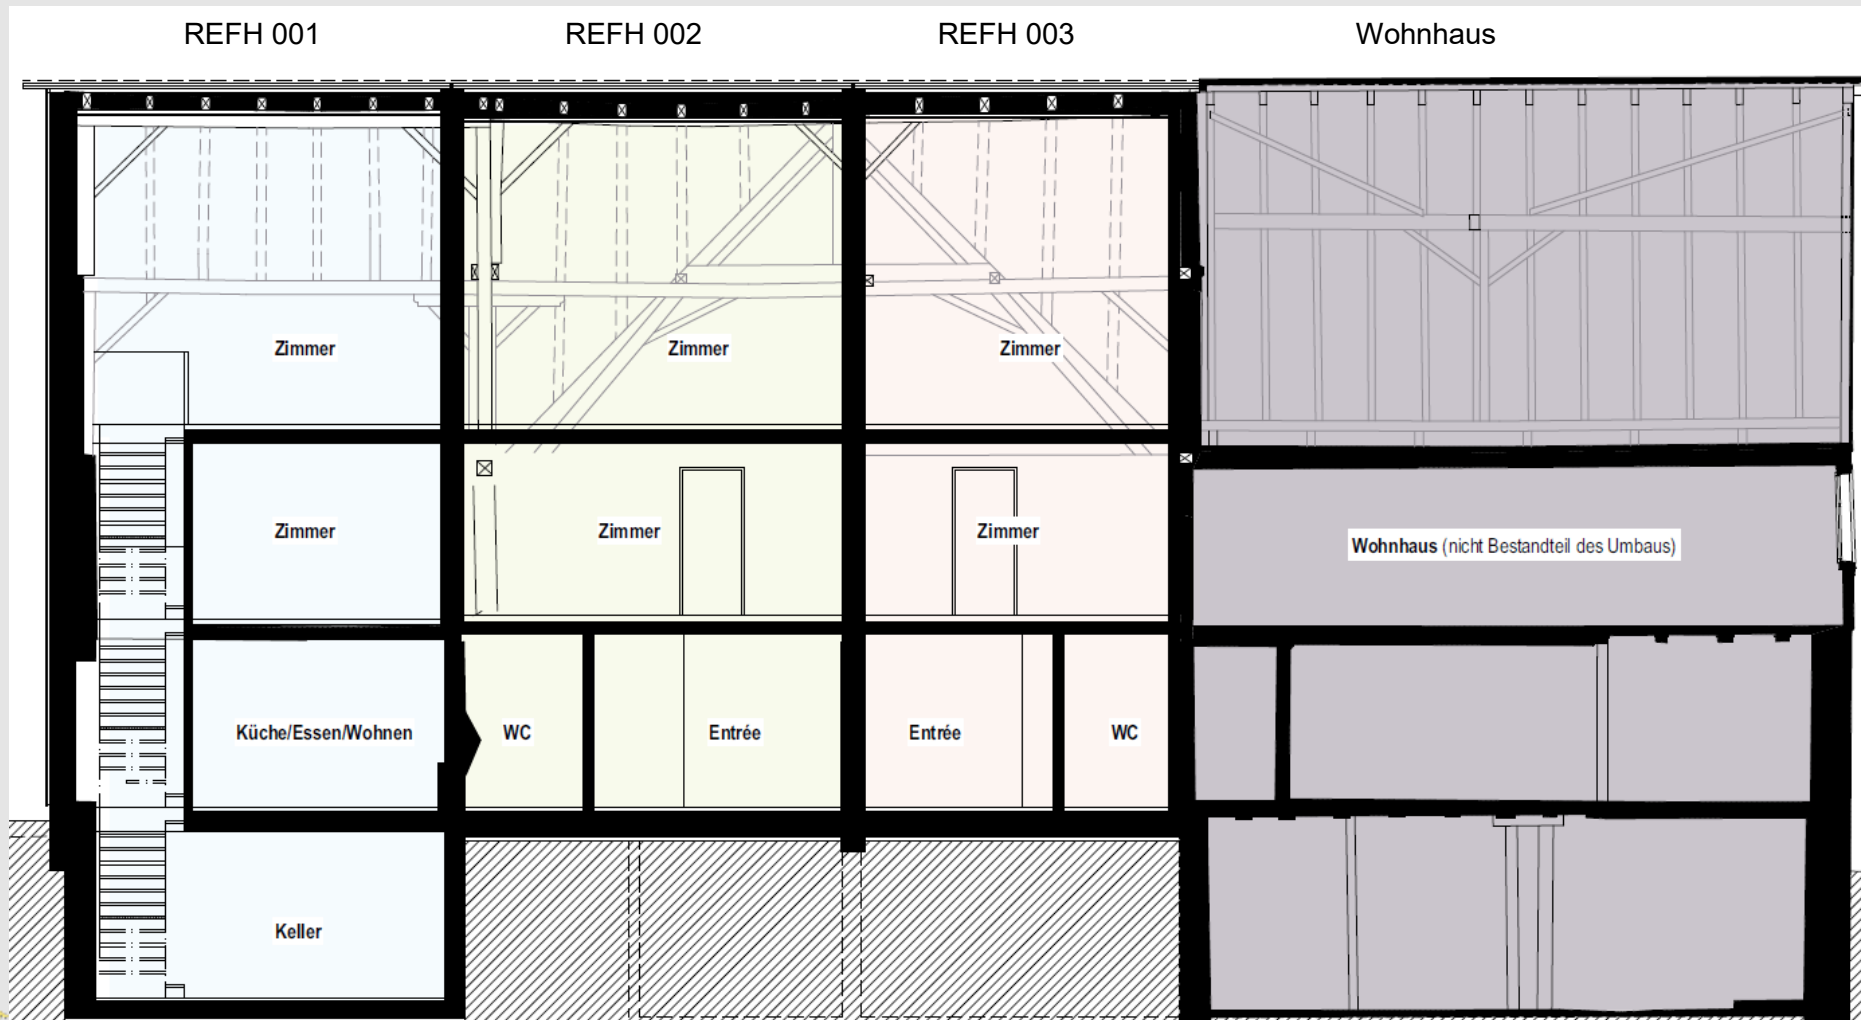 REFH 001
REFH 002
REFH 003
Wohnhaus
Zimmer
Zimmer
Zimmer
Zimmer
Zimmer
Zimmer
Wohnhaus (nicht Bestandteil des Umbaus)
Küche/Essen/Wohnen
WC
Entrée
Entrée
WC
Keller